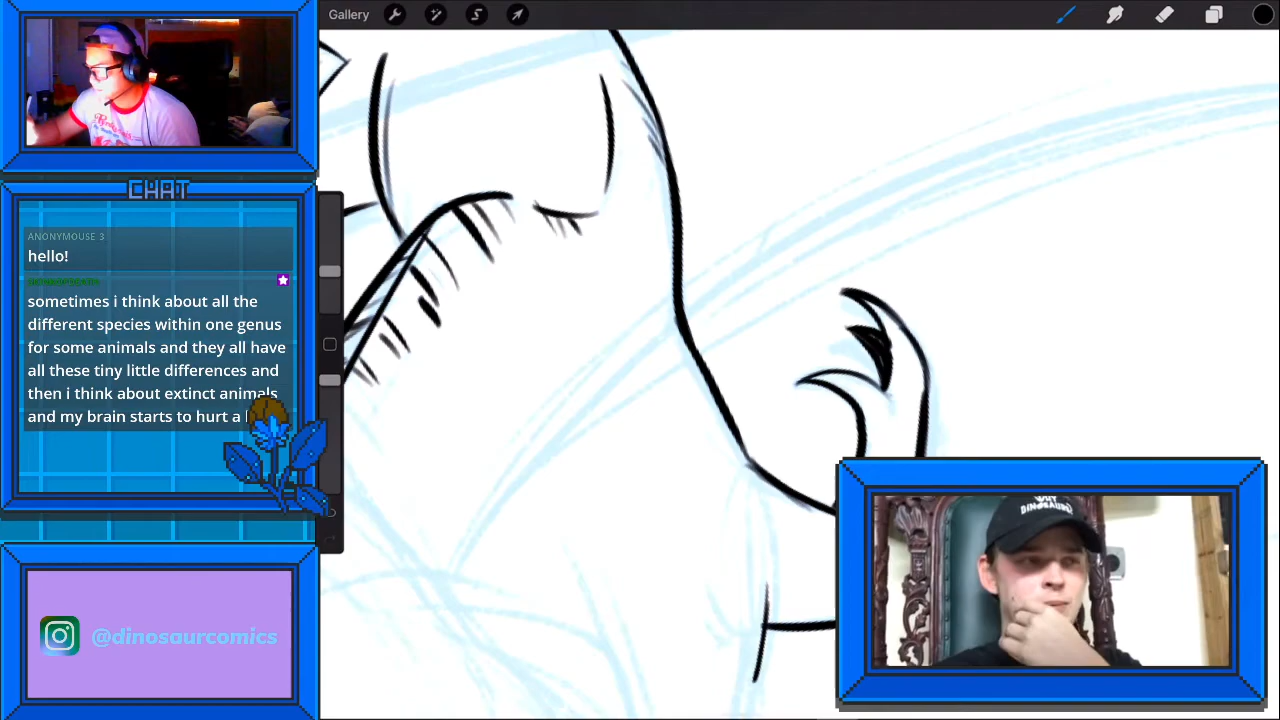 Gallery
CHAT
ANONYMOUSE 3
hello!
sometimes i think about all the
different species within one genus
for some animals and they all have
all these tiny little differences and
then i think about extinct animals
and my brain starts to hurt a
@dinosaurcomics
DINOSAURS